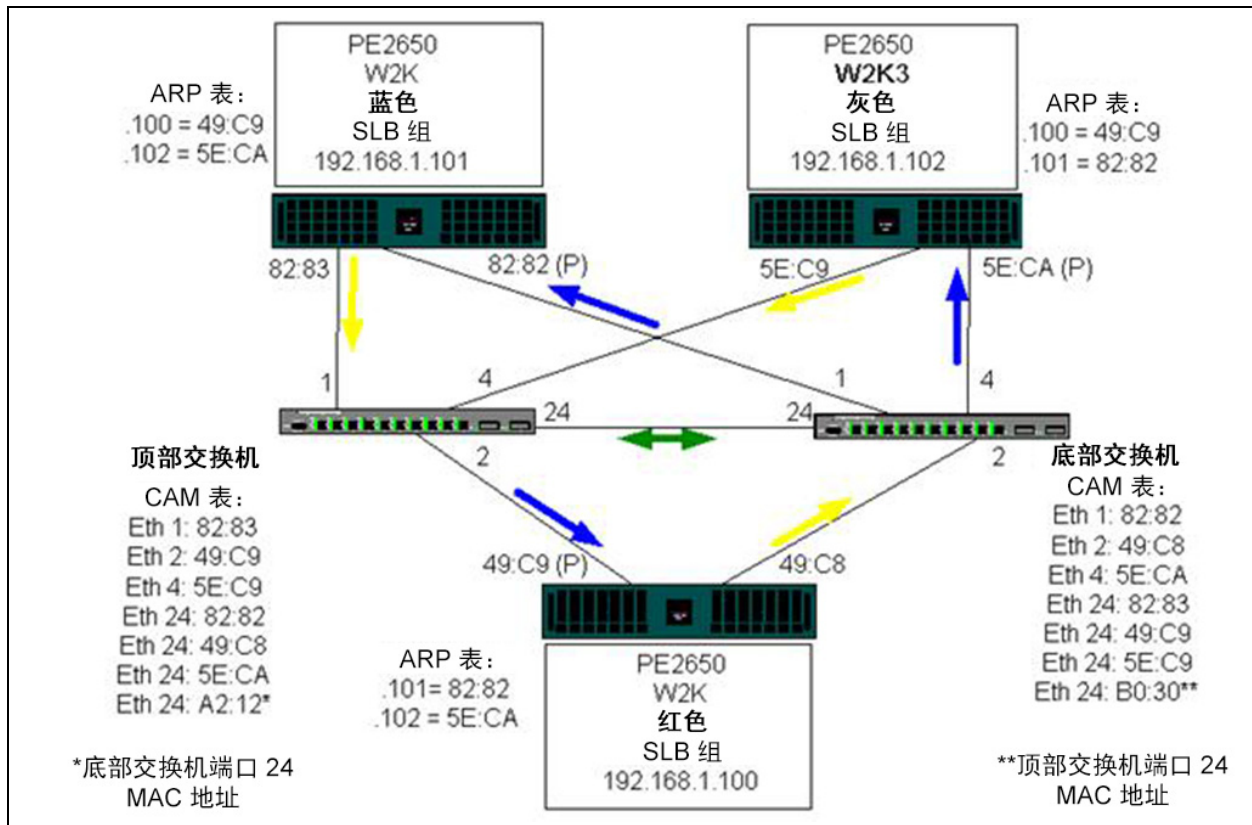 PE2650
W2K
蓝色
SLB 组
192.168.1.101
ARP 表：
.100 = 49:C9
.102 = 5E:CA
PE2650
W2K3
灰色
SLB 组
192.168.1.102
ARP 表：
.100 = 49:C9
.101 = 82:82
82:83
82:82 (P)
5E:C9
5E:CA (P)
1
4
1
4
24
24
2
2
顶部交换机
CAM 表：
Eth 1: 82:83
Eth 2: 49:C9
Eth 4: 5E:C9
Eth 24: 82:82
Eth 24: 49:C8
Eth 24: 5E:CA
Eth 24: A2:12*
*底部交换机端口 24
MAC 地址
底部交换机
CAM 表：
Eth 1: 82:82
Eth 2: 49:C8
Eth 4: 5E:CA
Eth 24: 82:83
Eth 24: 49:C9
Eth 24: 5E:C9
Eth 24: B0:30**
**顶部交换机端口 24
MAC 地址
49:C9 (P)
49:C8
ARP 表：
.101= 82:82
.102 = 5E:CA
PE2650
W2K
红色
SLB 组
192.168.1.100